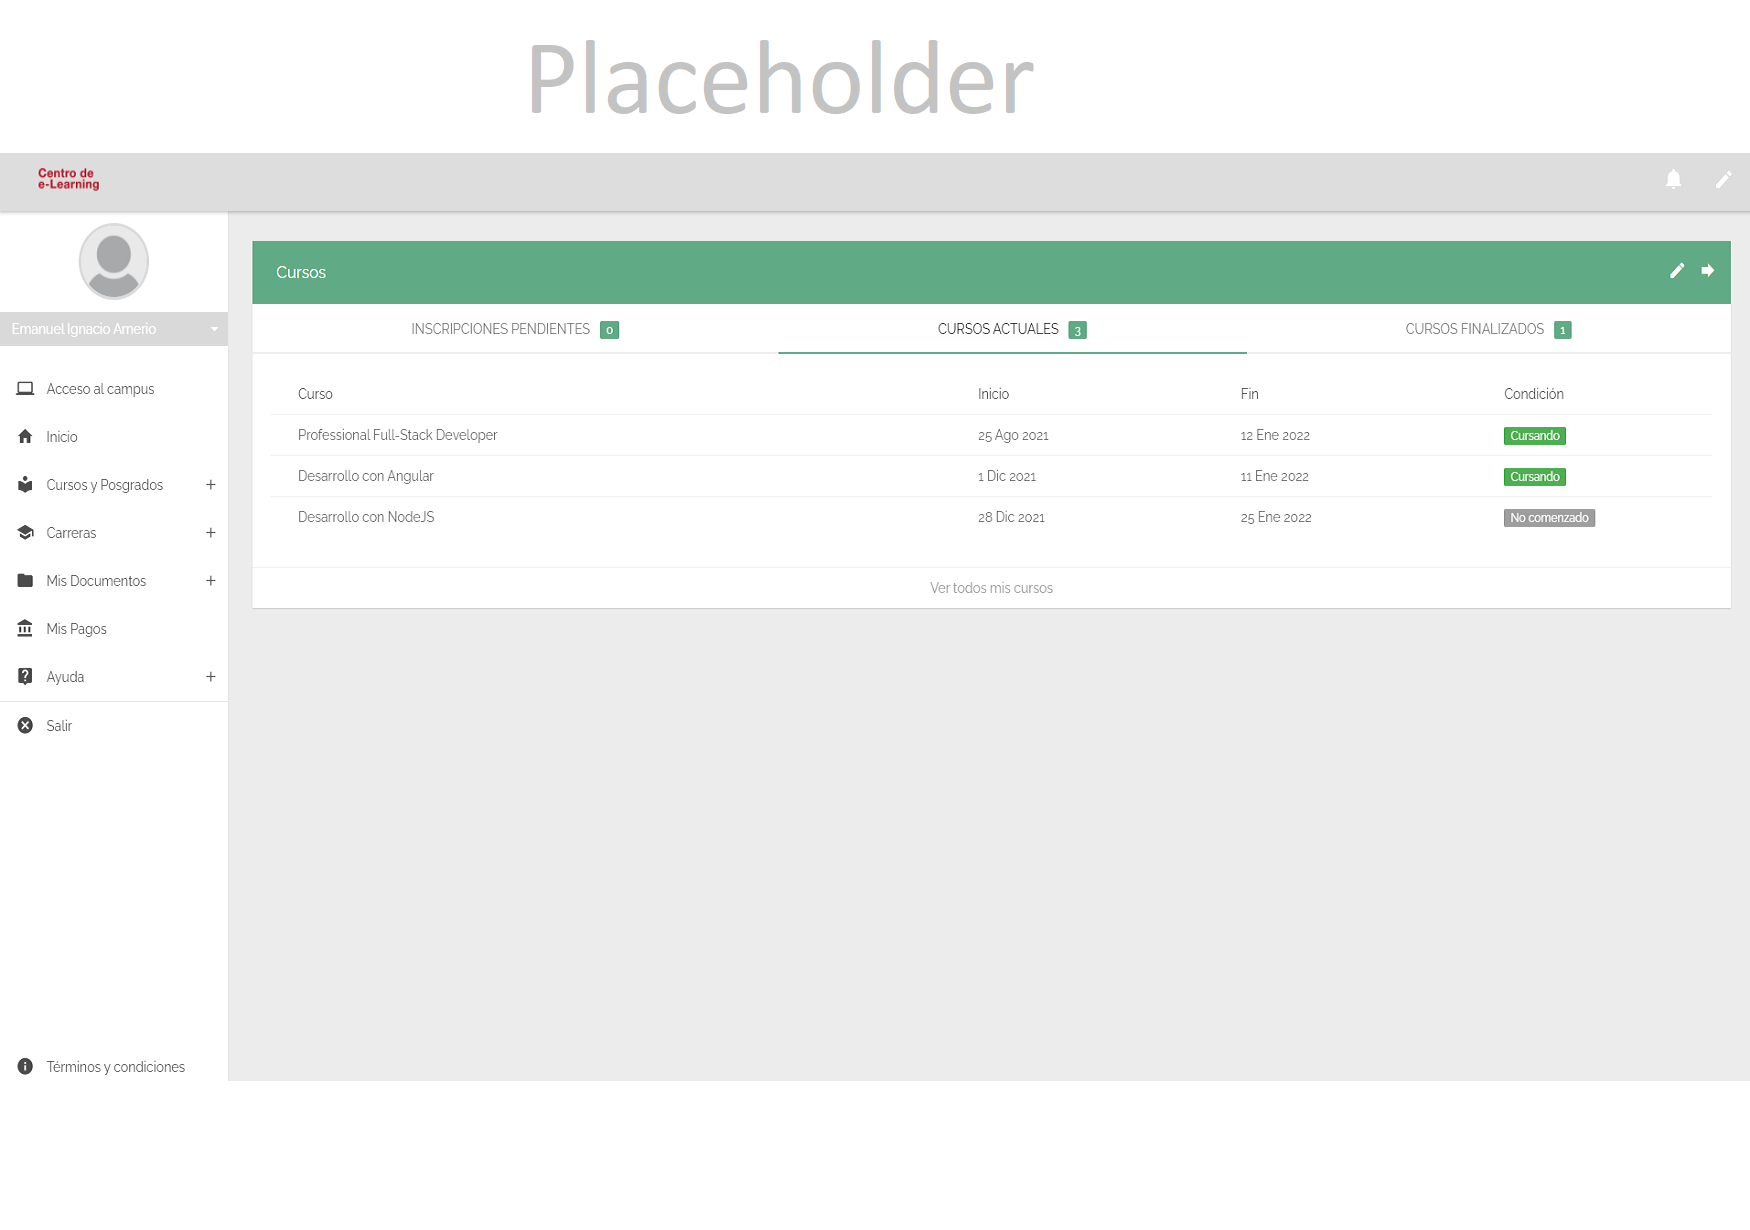 Placeholder
Centro de
e-Learning
Emanuel Ignacio Amerio
Acceso al campus
Inicio
Cursos y Posgrados +
Carreras +
Mis Documentos +
Mis Pagos
Ayuda +
Salir
Términos y condiciones
Cursos
INSCRIPCIONES PENDIENTES 0 CURSOS ACTUALES 3 CURSOS FINALIZADOS 1
Curso Inicio Fin Condición
Professional Full-Stack Developer 25 Ago 2021 12 Ene 2022 Cursando
Desarrollo con Angular 1 Dic 2021 11 Ene 2022 Cursando
Desarrollo con NodeJS 28 Dic 2021 25 Ene 2022 No comenzado
Ver todos mis cursos